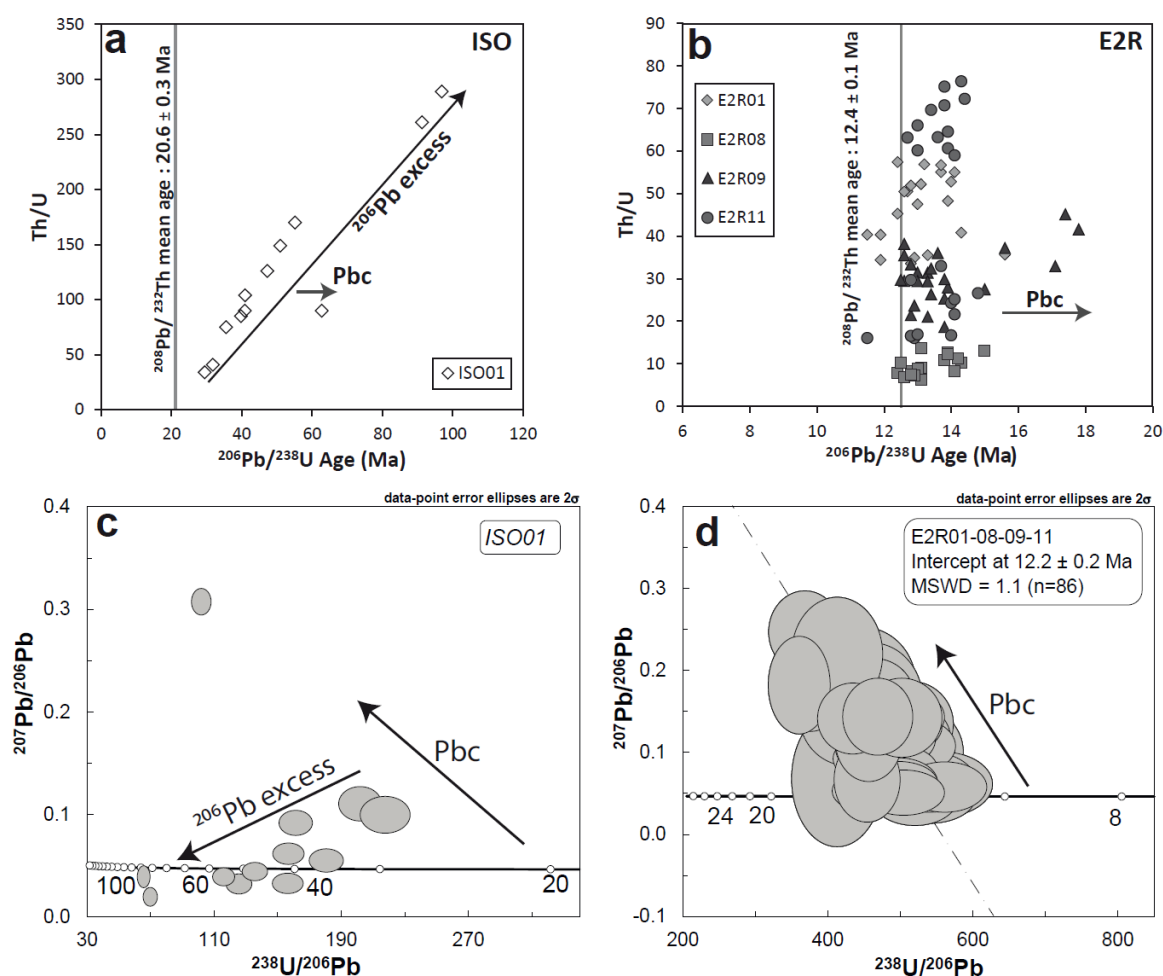 a
ISO
350
300
250
200
150
100
50
0
Th/U
²⁰⁸Pb/ ²³²Th mean age : 20.6 ± 0.3 Ma
²⁰⁶Pb excess
Pbc
ISO01
0 20 40 60 80 100 120
²⁰⁶Pb/²³⁸U Age (Ma)
b
E2R
90
80
70
60
50
40
30
20
10
0
Th/U
E2R01
E2R08
E2R09
E2R11
²⁰⁸Pb/ ²³²Th mean age : 12.4 ± 0.1 Ma
Pbc
6 8 10 12 14 16 18 20
²⁰⁶Pb/²³⁸U Age (Ma)
data-point error ellipses are 2σ
c
ISO01
0.4
0.3
0.2
0.1
0.0
²⁰⁷Pb/²⁰⁶Pb
Pbc
²⁰⁶Pb excess
100 60 40 20
30 110 190 270
²³⁸U/²⁰⁶Pb
data-point error ellipses are 2σ
d
E2R01-08-09-11
Intercept at 12.2 ± 0.2 Ma
MSWD = 1.1 (n=86)
0.4
0.3
0.2
0.1
0.0
-0.1
²⁰⁷Pb/²⁰⁶Pb
Pbc
24 20 8
200 400 600 800
²³⁸U/²⁰⁶Pb